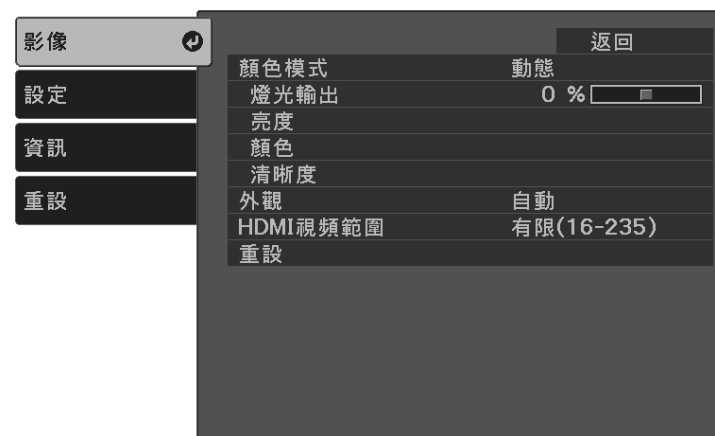 影像
設定
資訊
重設
返回
顏色模式 動態
燈光輸出 0 %
亮度
顏色
清晰度
外觀 自動
HDMI視頻範圍 有限(16-235)
重設